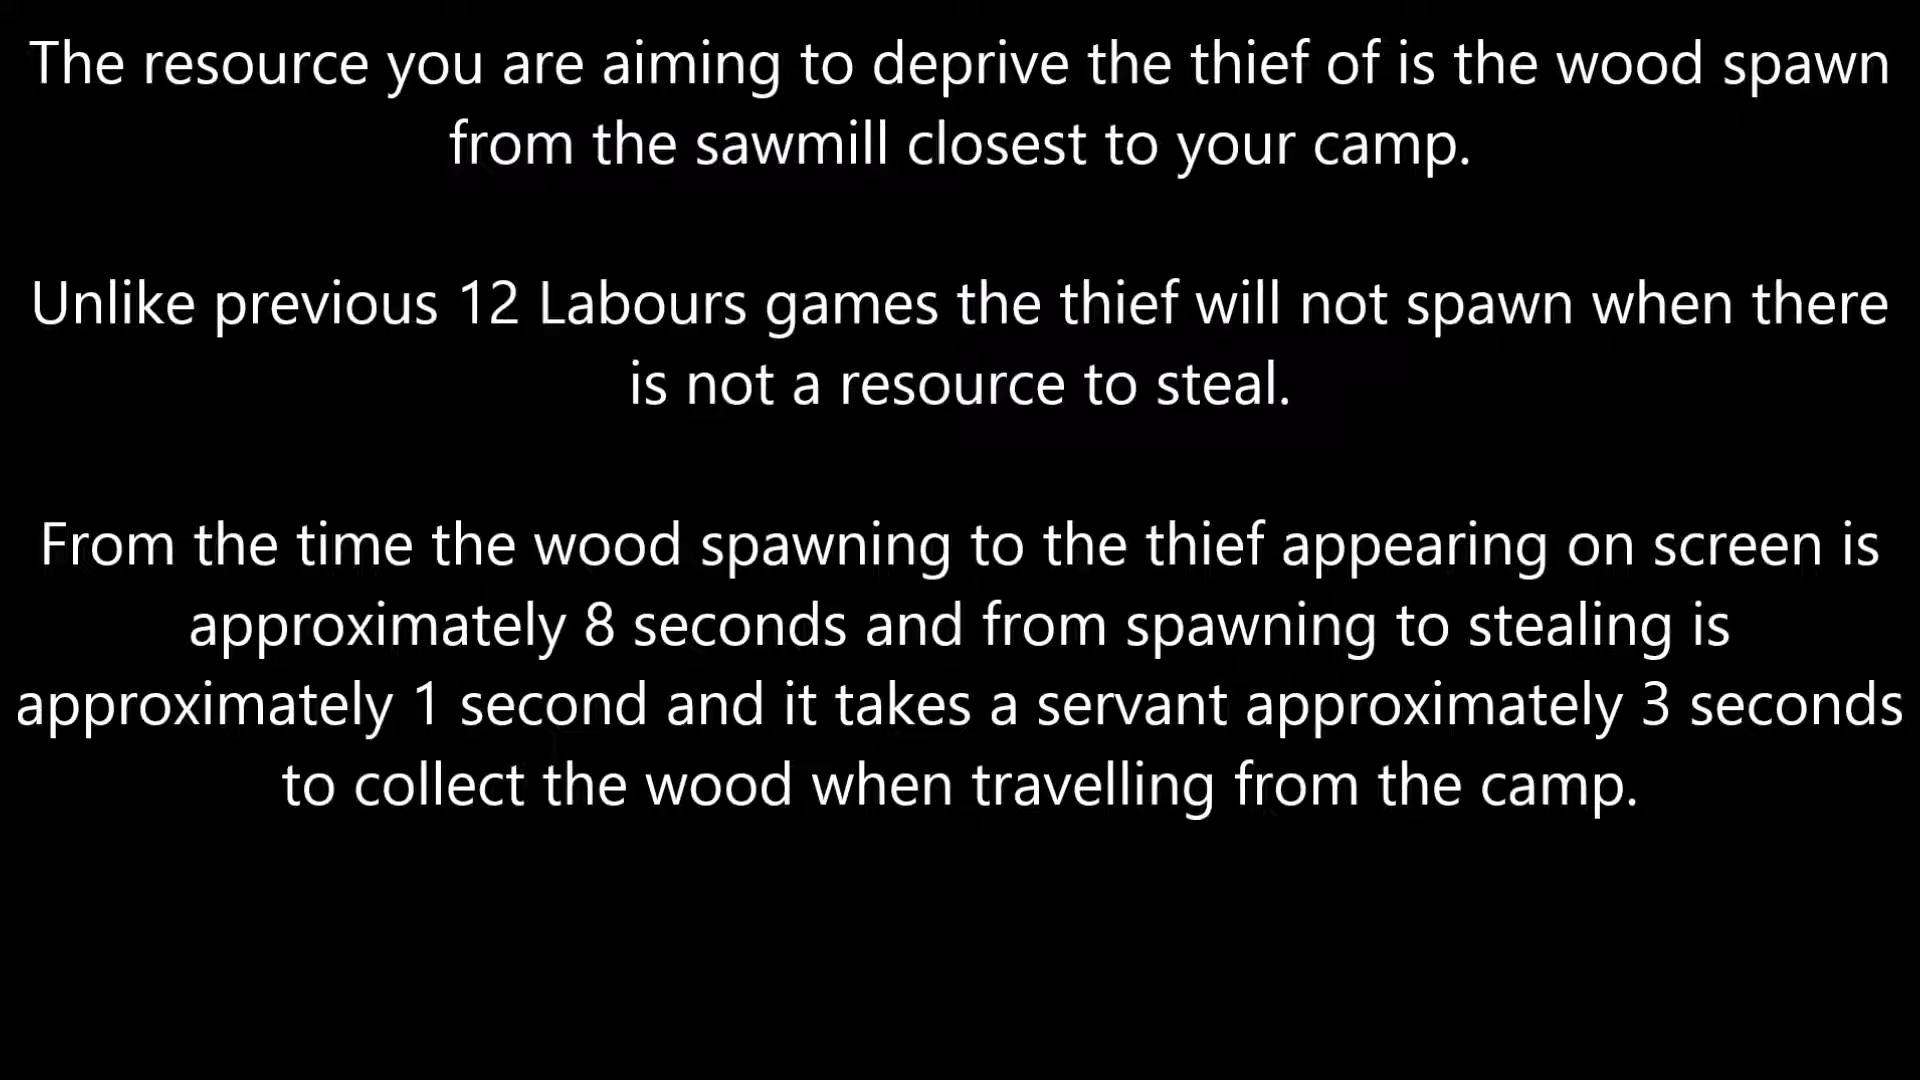 The resource you are aiming to deprive the thief of is the wood spawn
from the sawmill closest to your camp.
Unlike previous 12 Labours games the thief will not spawn when there
is not a resource to steal.
From the time the wood spawning to the thief appearing on screen is
approximately 8 seconds and from spawning to stealing is
approximately 1 second and it takes a servant approximately 3 seconds
to collect the wood when travelling from the camp.